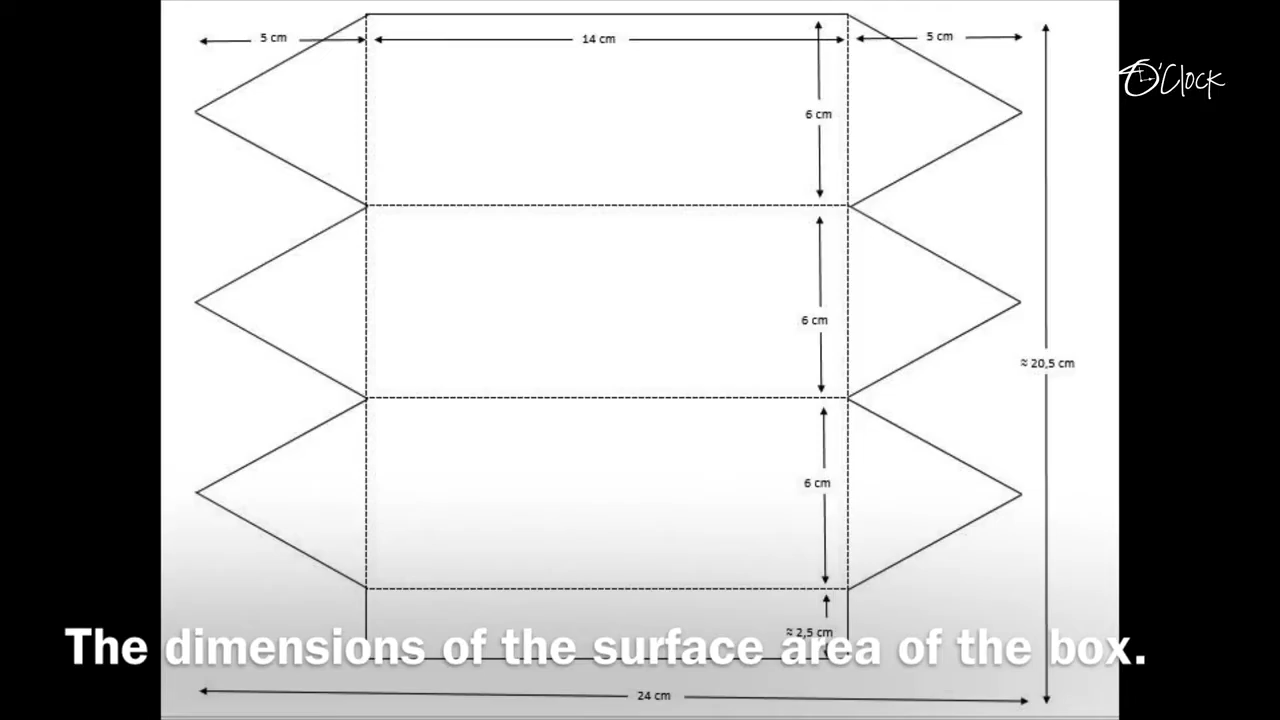 5 cm
14 cm
5 cm
O'Clock
6 cm
6 cm
≈ 20,5 cm
6 cm
≈ 2,5 cm
The dimensions of the surface area of the box.
24 cm